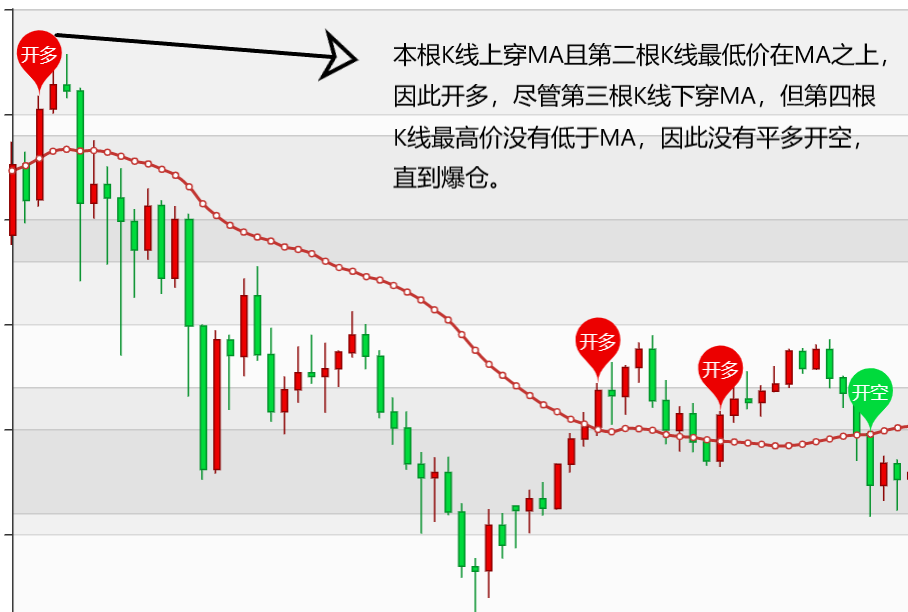 开多
本根K线上穿MA且第二根K线最低价在MA之上，
因此开多，尽管第三根K线下穿MA，但第四根
K线最高价没有低于MA，因此没有平多开空，
直到爆仓。
开多
开多
开空